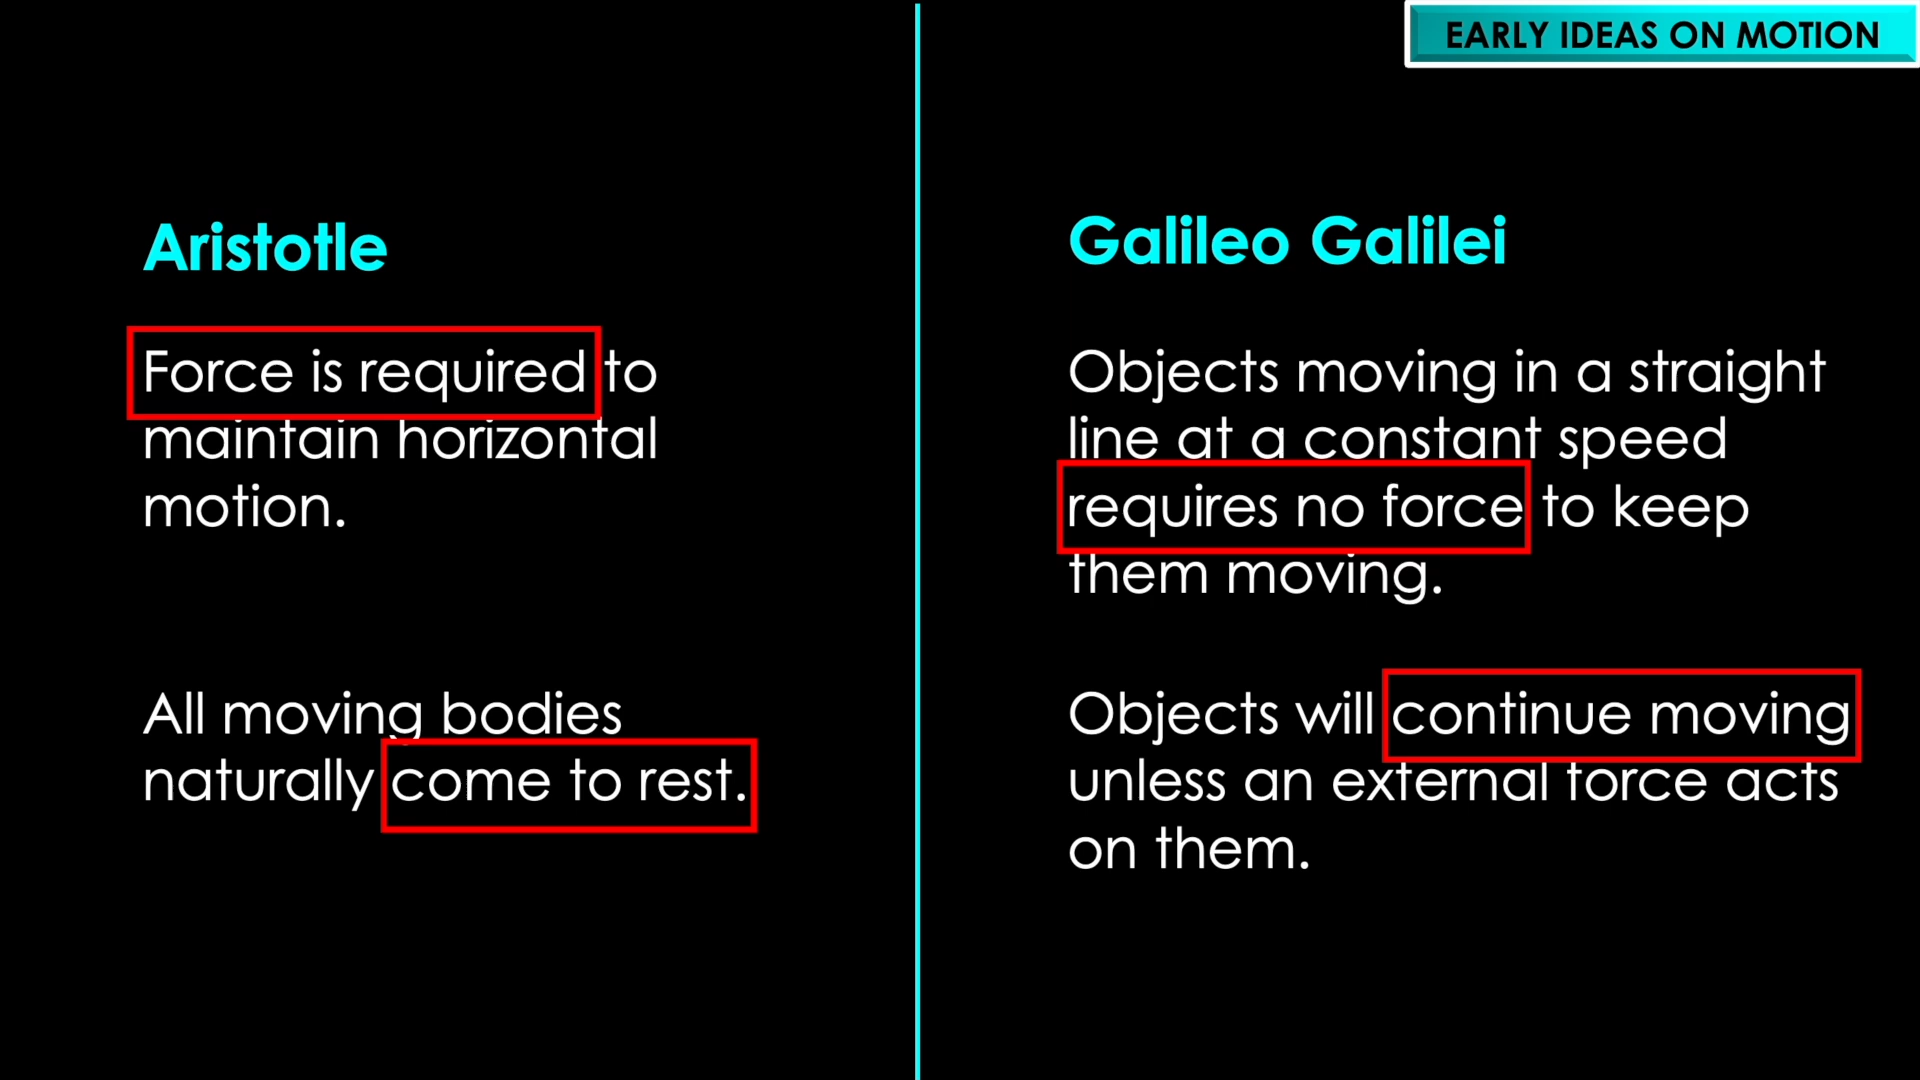 EARLY IDEAS ON MOTION
Aristotle
Force is required to
maintain horizontal
motion.
All moving bodies
naturally come to rest.
Galileo Galilei
Objects moving in a straight
line at a constant speed
requires no force to keep
them moving.
Objects will continue moving
unless an external force acts
on them.